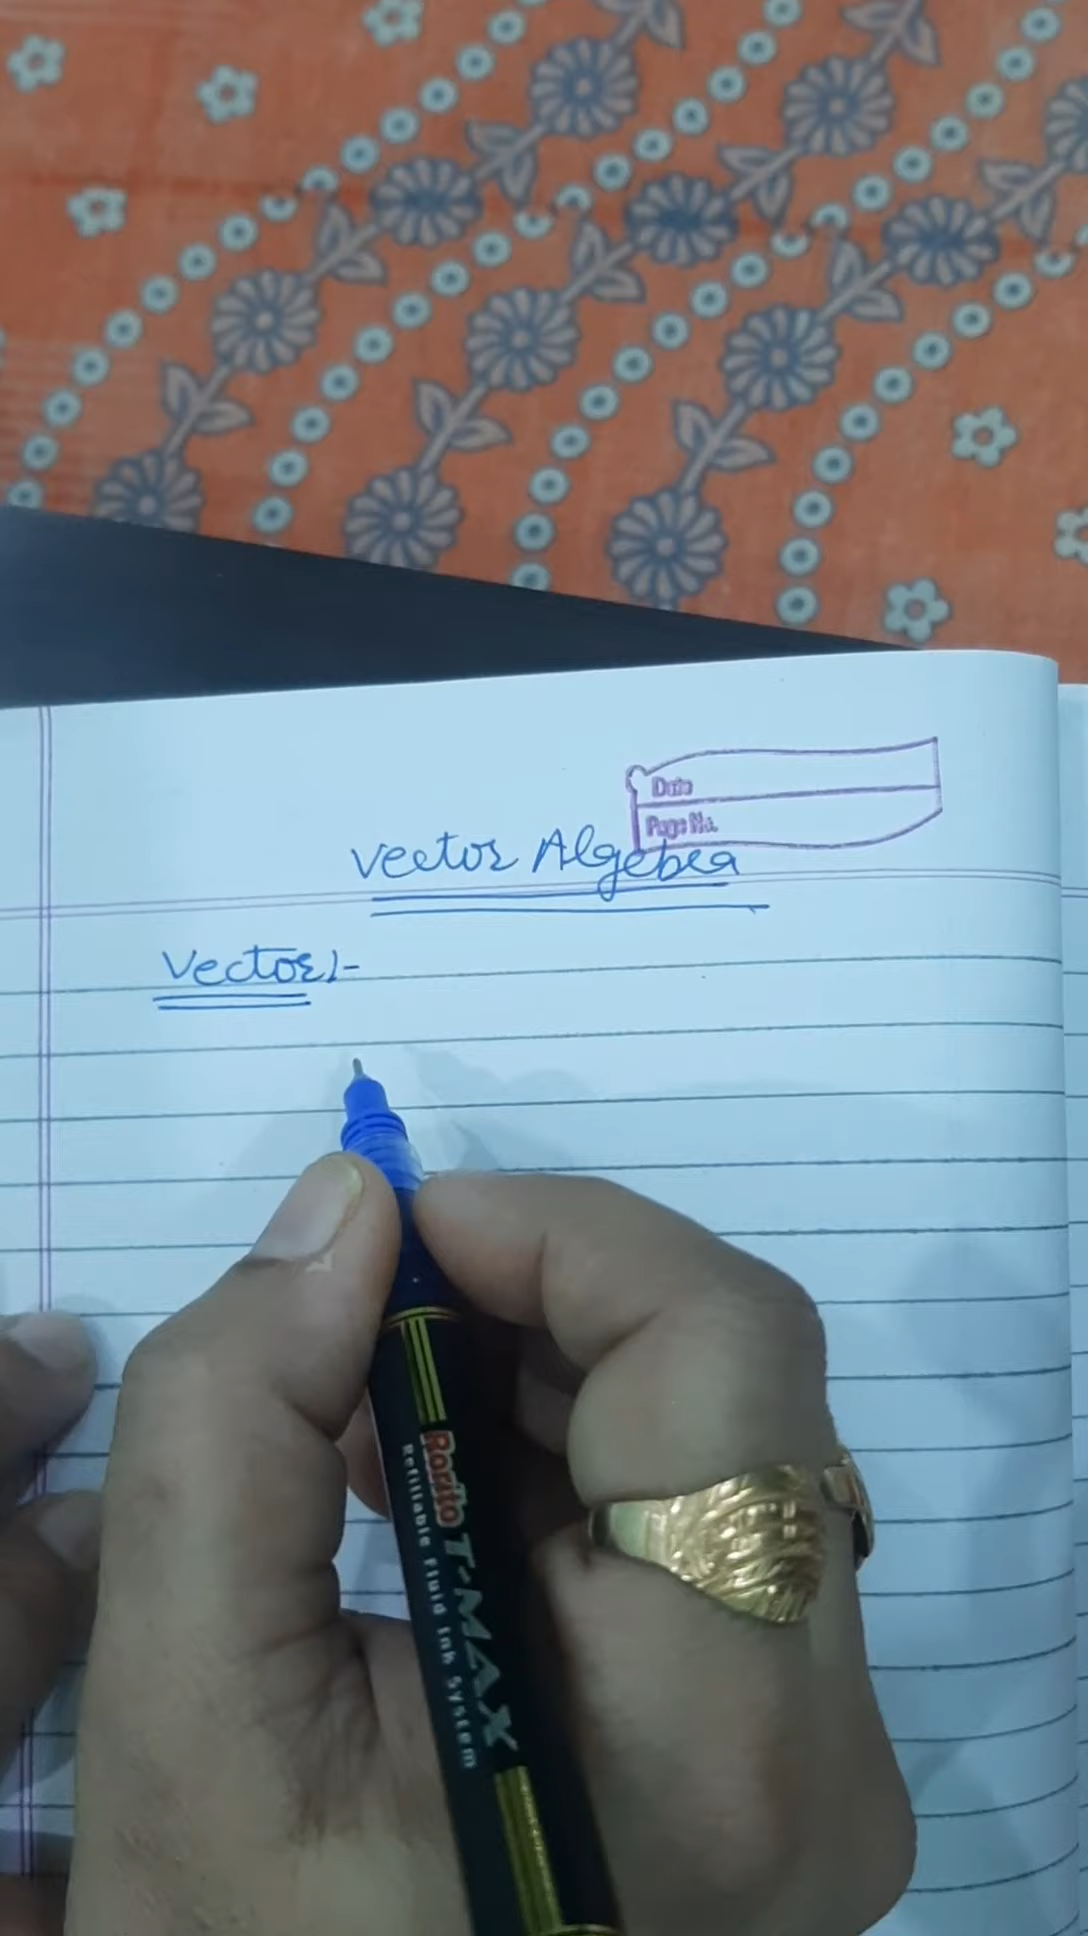 Date
Page No.
Vector Algebra
Vector :-
Rorito T-MAX
Refillable Fluid Ink System